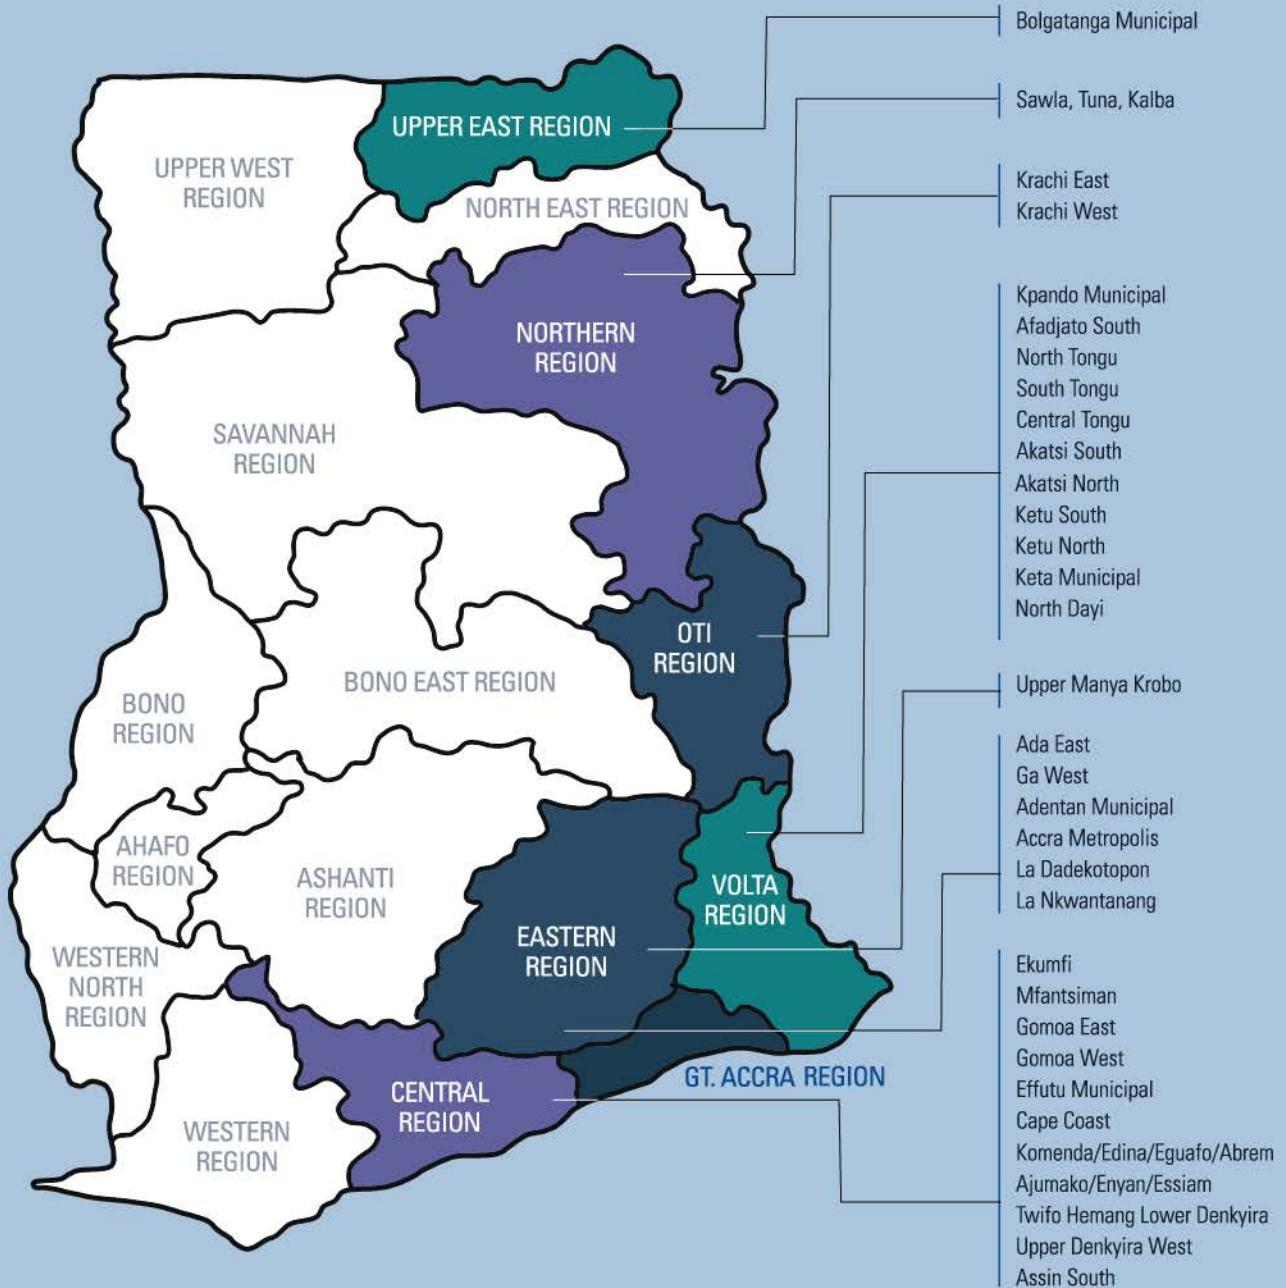 UPPER EAST REGION
UPPER WEST
REGION
NORTH EAST REGION
NORTHERN
REGION
SAVANNAH
REGION
OTI
REGION
BONO EAST REGION
BONO
REGION
AHAFO
REGION
ASHANTI
REGION
VOLTA
REGION
EASTERN
REGION
WESTERN
NORTH
REGION
GT. ACCRA REGION
CENTRAL
REGION
WESTERN
REGION
Bolgatanga Municipal
Sawla, Tuna, Kalba
Krachi East
Krachi West
Kpando Municipal
Afadjato South
North Tongu
South Tongu
Central Tongu
Akatsi South
Akatsi North
Ketu South
Ketu North
Keta Municipal
North Dayi
Upper Manya Krobo
Ada East
Ga West
Adentan Municipal
Accra Metropolis
La Dadekotopon
La Nkwantanang
Ekumfi
Mfantsiman
Gomoa East
Gomoa West
Effutu Municipal
Cape Coast
Komenda/Edina/Eguafo/Abrem
Ajumako/Enyan/Essiam
Twifo Hemang Lower Denkyira
Upper Denkyira West
Assin South